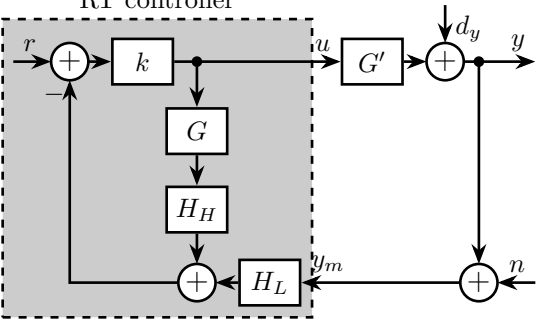 RT controller
r
+
k
u
G′
+
d_y
y
−
G
H_H
+
H_L
y_m
+
n